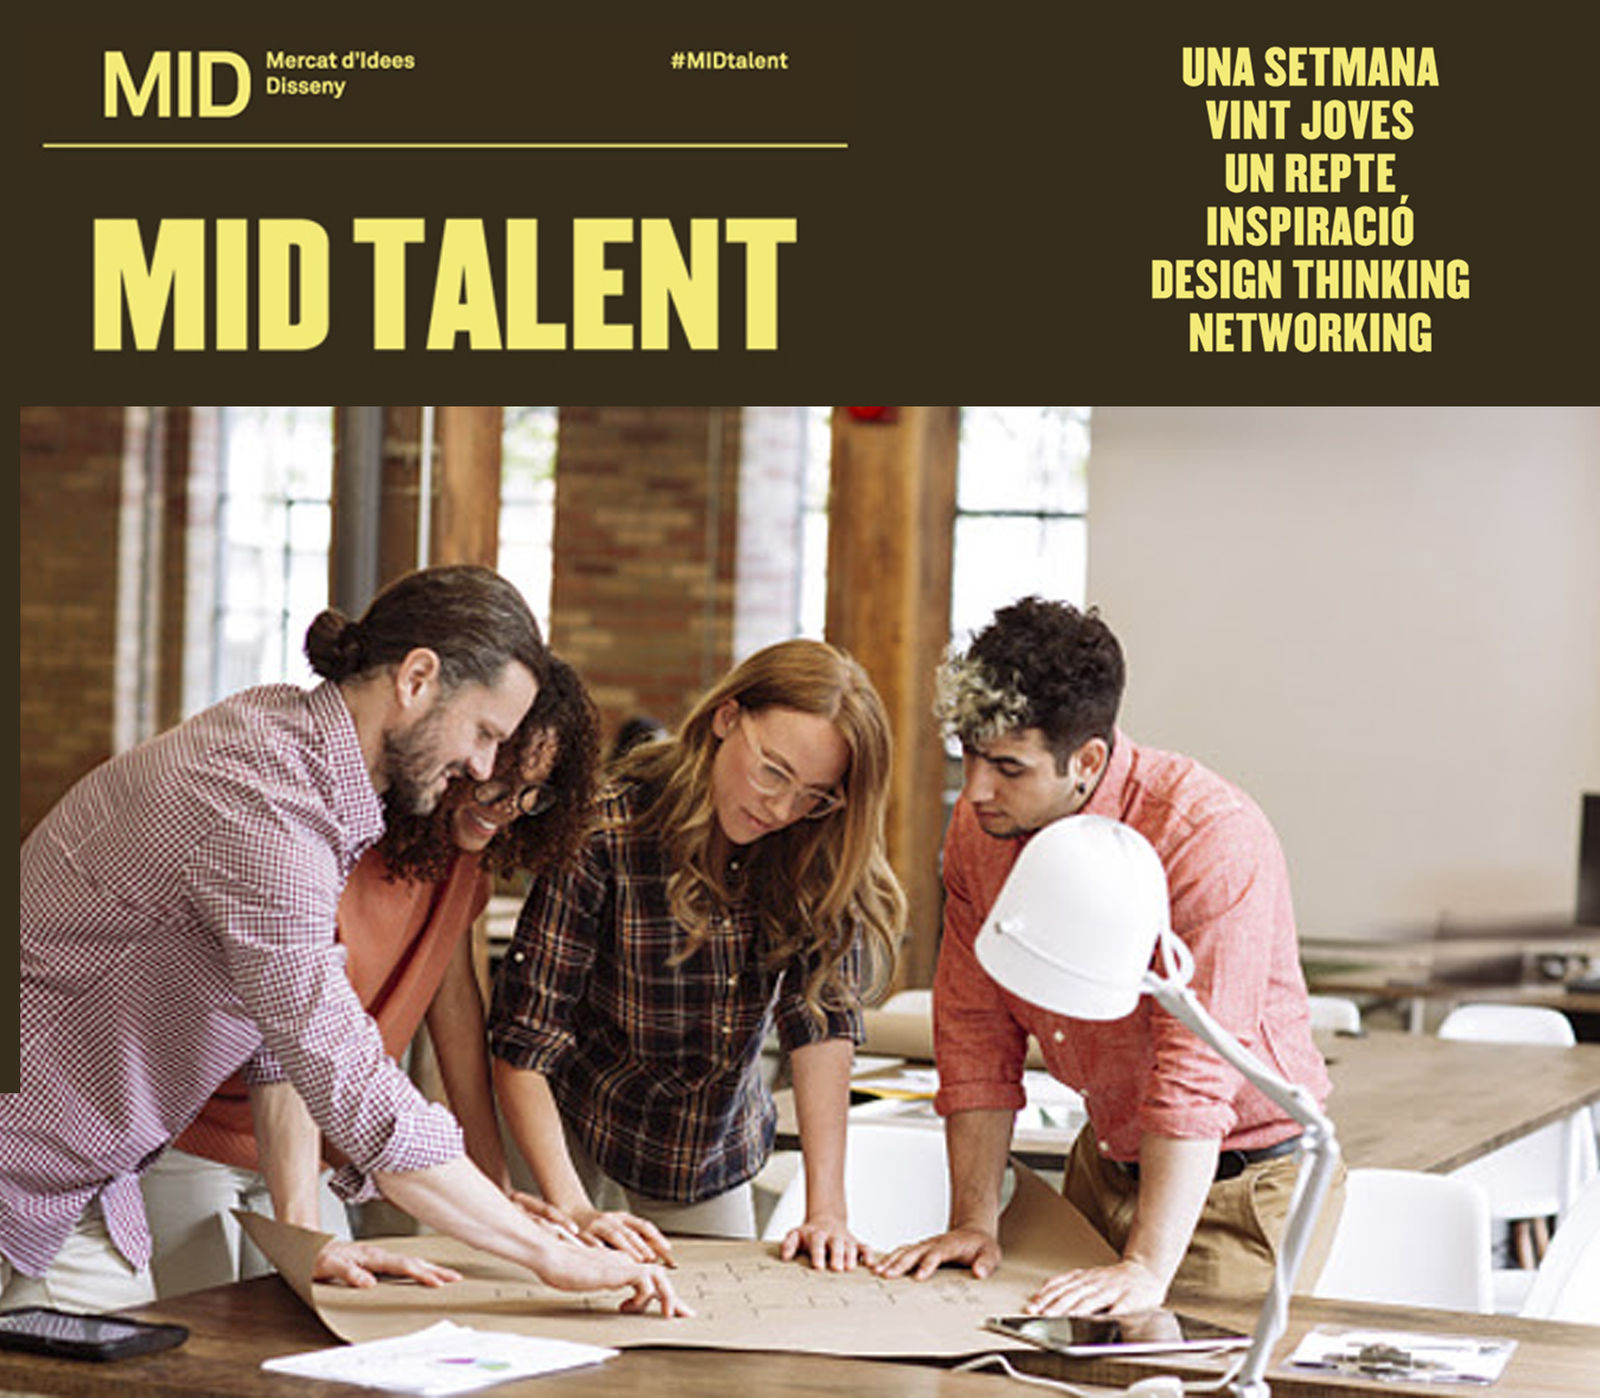 MID
Mercat d'Idees
Disseny
#MIDtalent
MID TALENT
UNA SETMANA
VINT JOVES
UN REPTE
INSPIRACIÓ
DESIGN THINKING
NETWORKING